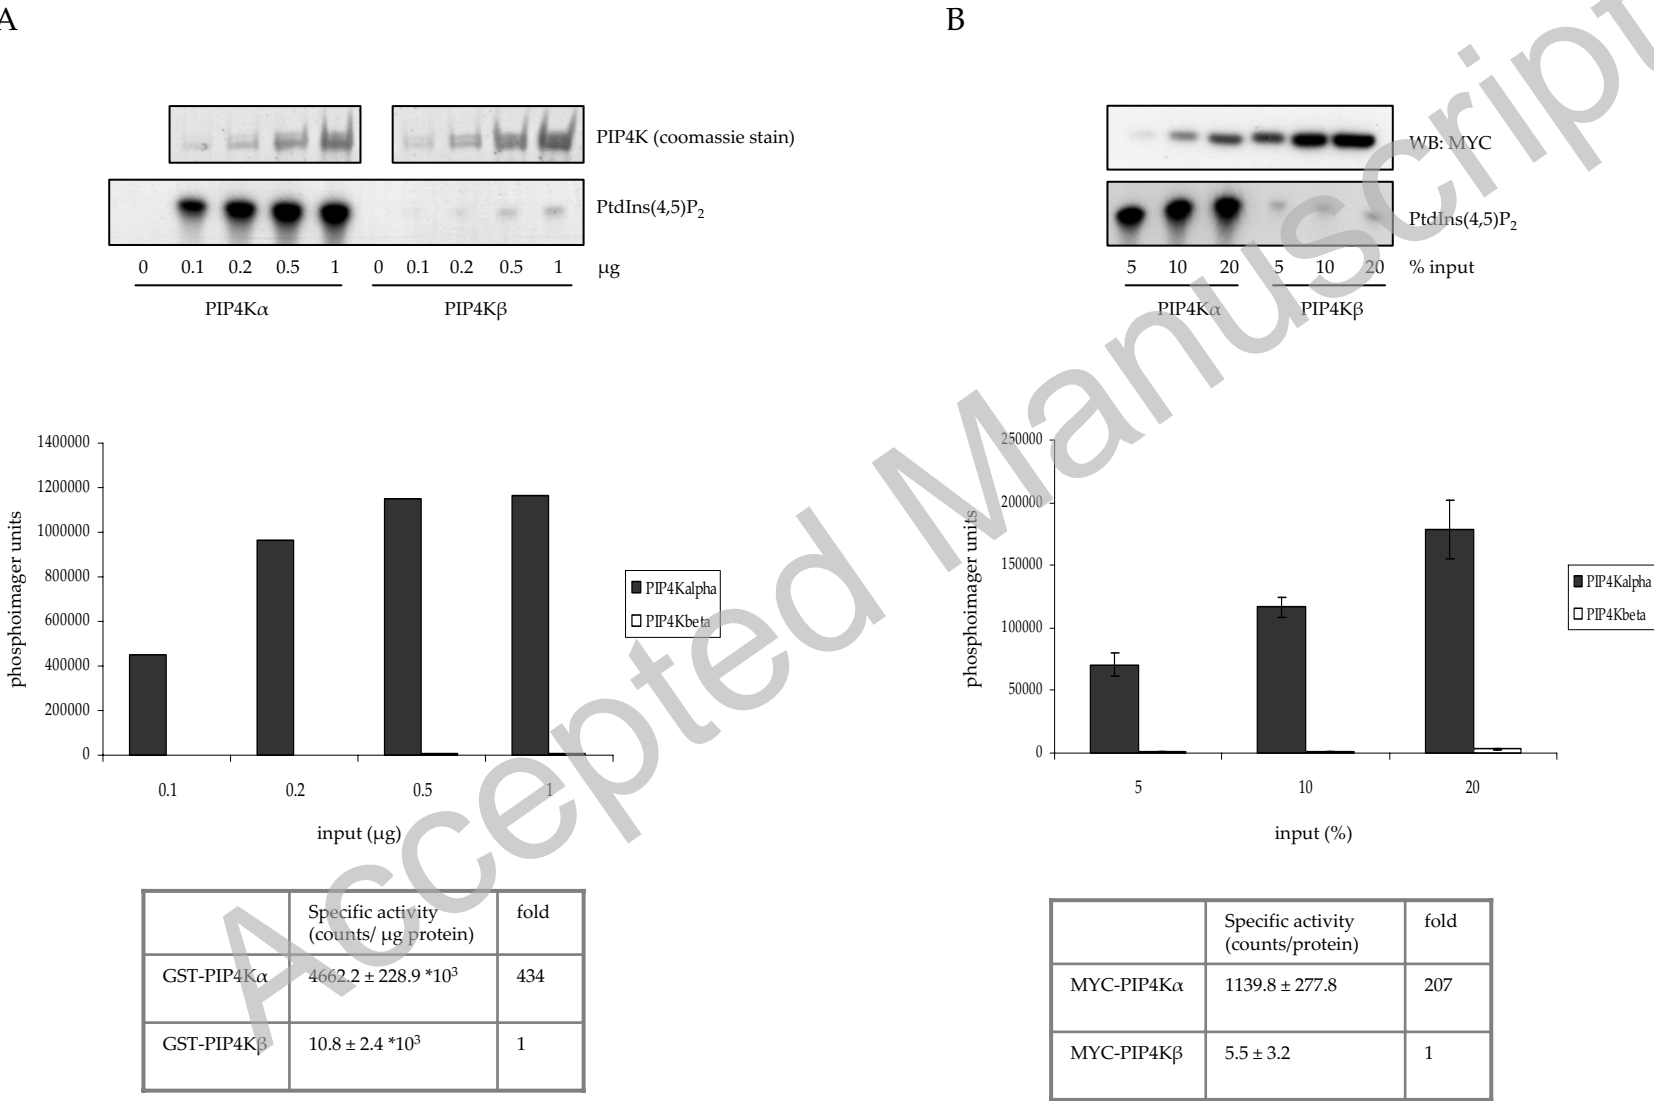 A
PIP4K (coomassie stain)
PtdIns(4,5)P2
0 0.1 0.2 0.5 1 0 0.1 0.2 0.5 1 µg
PIP4Kα PIP4Kβ
1400000
1200000
1000000
800000
600000
400000
200000
0
phosphoimager units
0.1 0.2 0.5 1
input (µg)
PIP4Kalpha
PIP4Kbeta
Specific activity (counts/ µg protein) fold
GST-PIP4Kα 4662.2 ± 228.9 *10³ 434
GST-PIP4Kβ 10.8 ± 2.4 *10³ 1
B
WB: MYC
PtdIns(4,5)P2
5 10 20 5 10 20 % input
PIP4Kα PIP4Kβ
250000
200000
150000
100000
50000
0
phosphoimager units
5 10 20
input (%)
PIP4Kalpha
PIP4Kbeta
Specific activity (counts/protein) fold
MYC-PIP4Kα 1139.8 ± 277.8 207
MYC-PIP4Kβ 5.5 ± 3.2 1
Accepted Manuscript